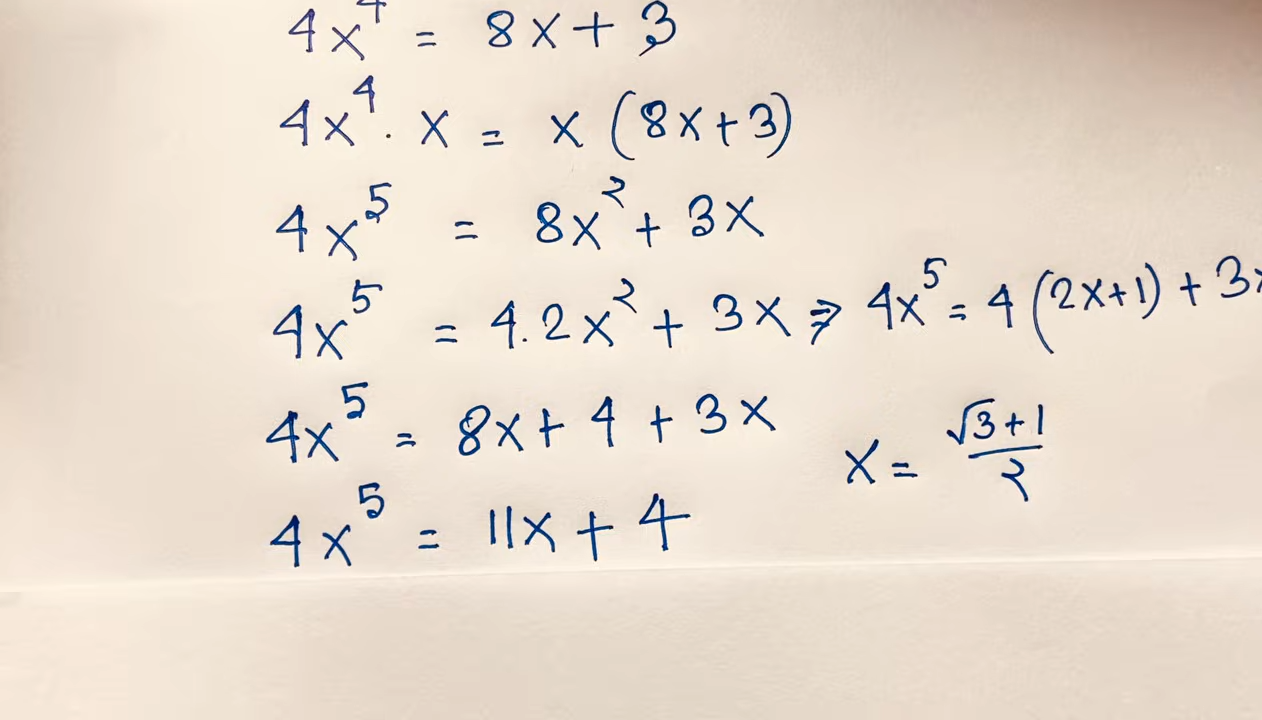 4x⁴ = 8x + 3
4x⁴ . x = x (8x+3)
4x⁵ = 8x² + 3x
4x⁵ = 4.2x² + 3x ⇒ 4x⁵ = 4 (2x+1) + 3x
4x⁵ = 8x + 4 + 3x
x = (√3+1)/2
4x⁵ = 11x + 4